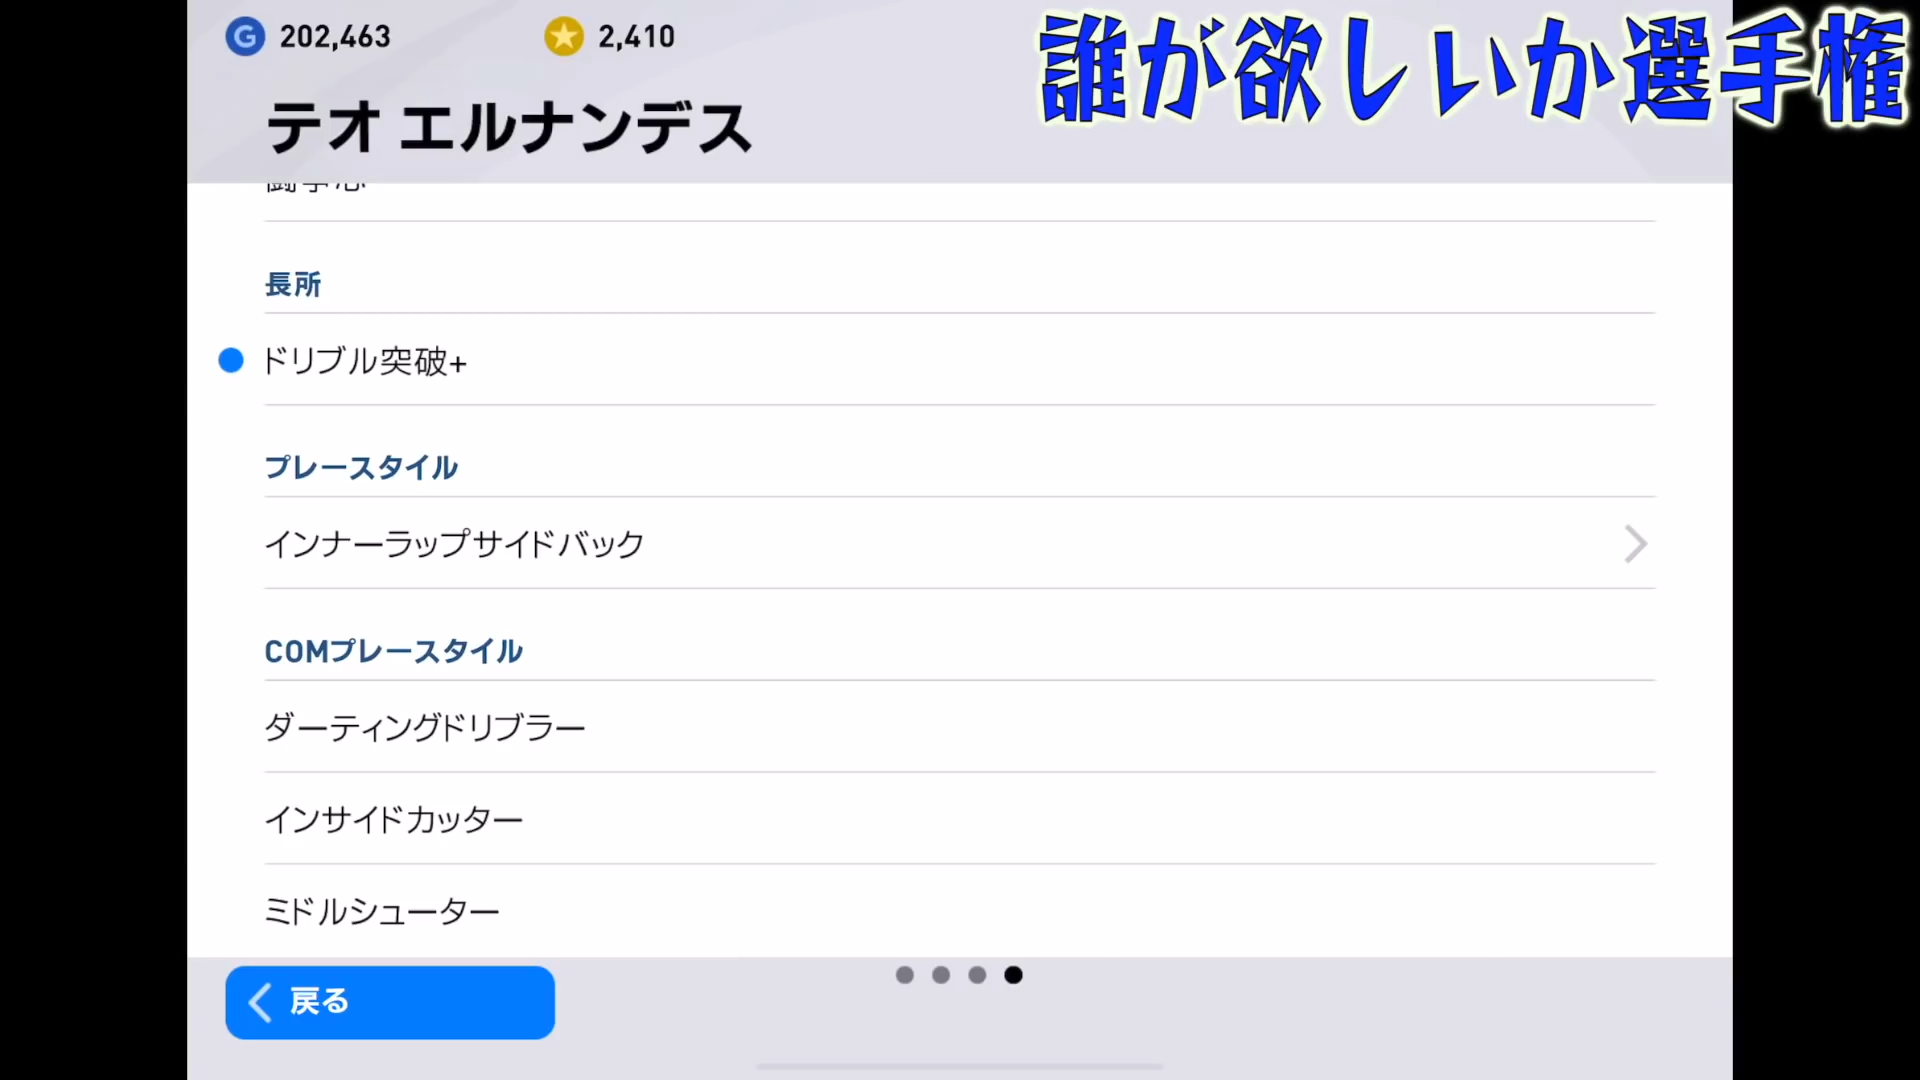 202,463
2,410
誰が欲しいか選手権
テオ エルナンデス
闘争心
長所
ドリブル突破+
プレースタイル
インナーラップサイドバック
COMプレースタイル
ダーティングドリブラー
インサイドカッター
ミドルシューター
戻る